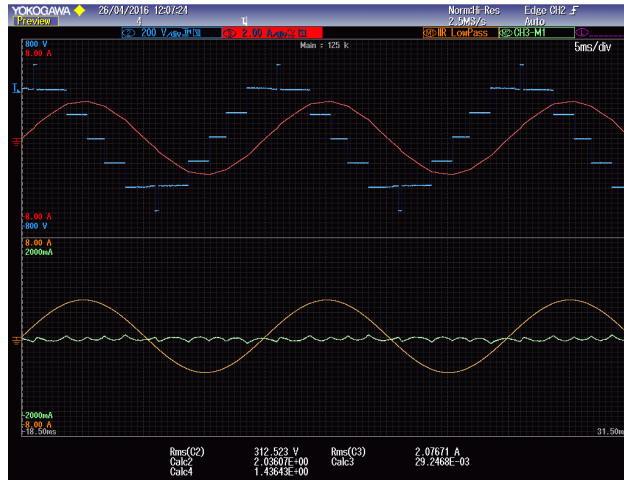 YOKOGAWA 26/04/2016 12:07:24 Norm:Hi-Res Edge CH2
Preview 4 2.5MS/s Auto
200 V 2.00 A IIR LowPass CH3-M1
800 V Main : 125 k 5ms/div
8.00 A
-8.00 A
-800 V
8.00 A
2000mA
-2000mA
-8.00 A
-18.50ms 31.50m
Rms(C2) 312.523 V Rms(C3) 2.07671 A
Calc2 2.03607E+00 Calc3 29.2468E-03
Calc4 1.43643E+00